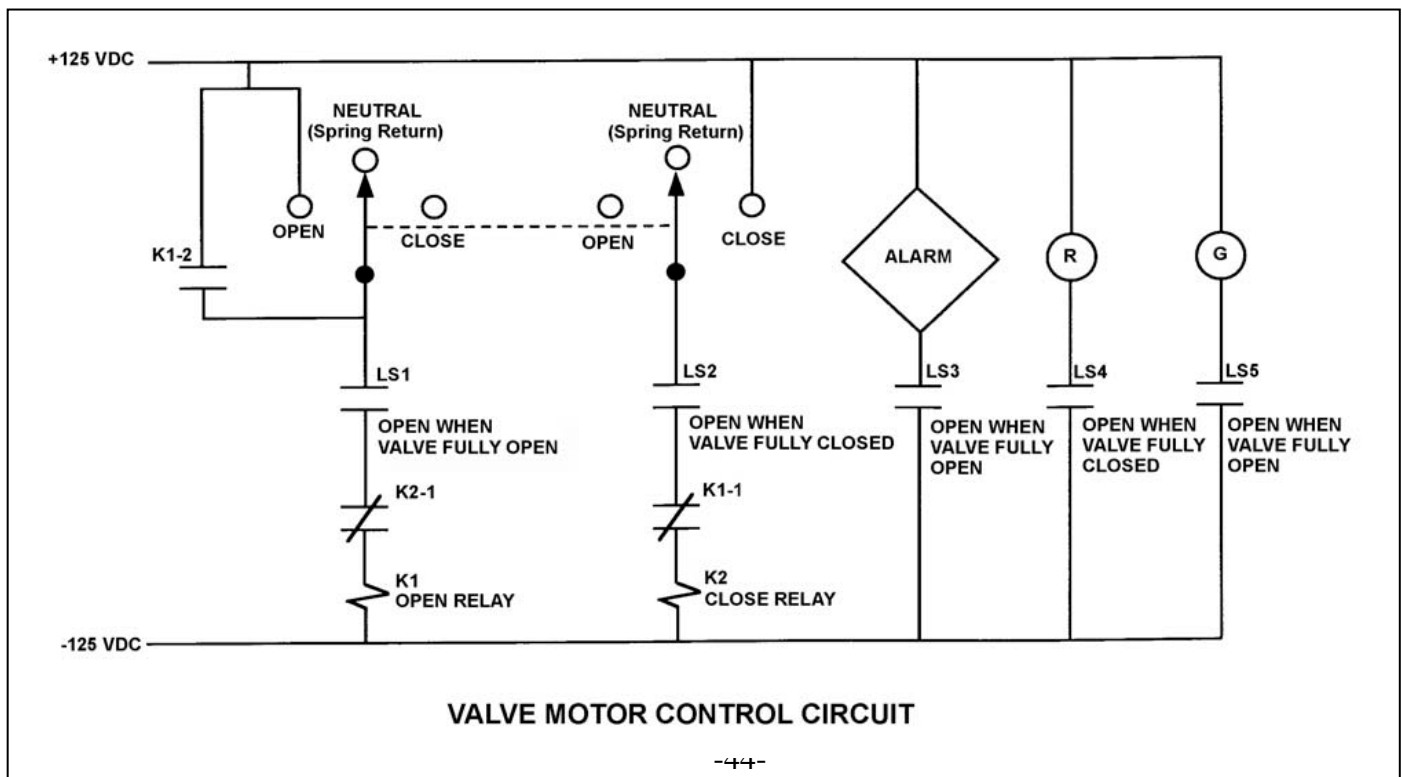 +125 VDC
NEUTRAL
(Spring Return)
NEUTRAL
(Spring Return)
OPEN
CLOSE
OPEN
CLOSE
K1-2
ALARM
R
G
LS1
OPEN WHEN
VALVE FULLY OPEN
LS2
OPEN WHEN
VALVE FULLY CLOSED
LS3
OPEN WHEN
VALVE FULLY
OPEN
LS4
OPEN WHEN
VALVE FULLY
CLOSED
LS5
OPEN WHEN
VALVE FULLY
OPEN
K2-1
K1-1
K1
OPEN RELAY
K2
CLOSE RELAY
-125 VDC
VALVE MOTOR CONTROL CIRCUIT
-44-